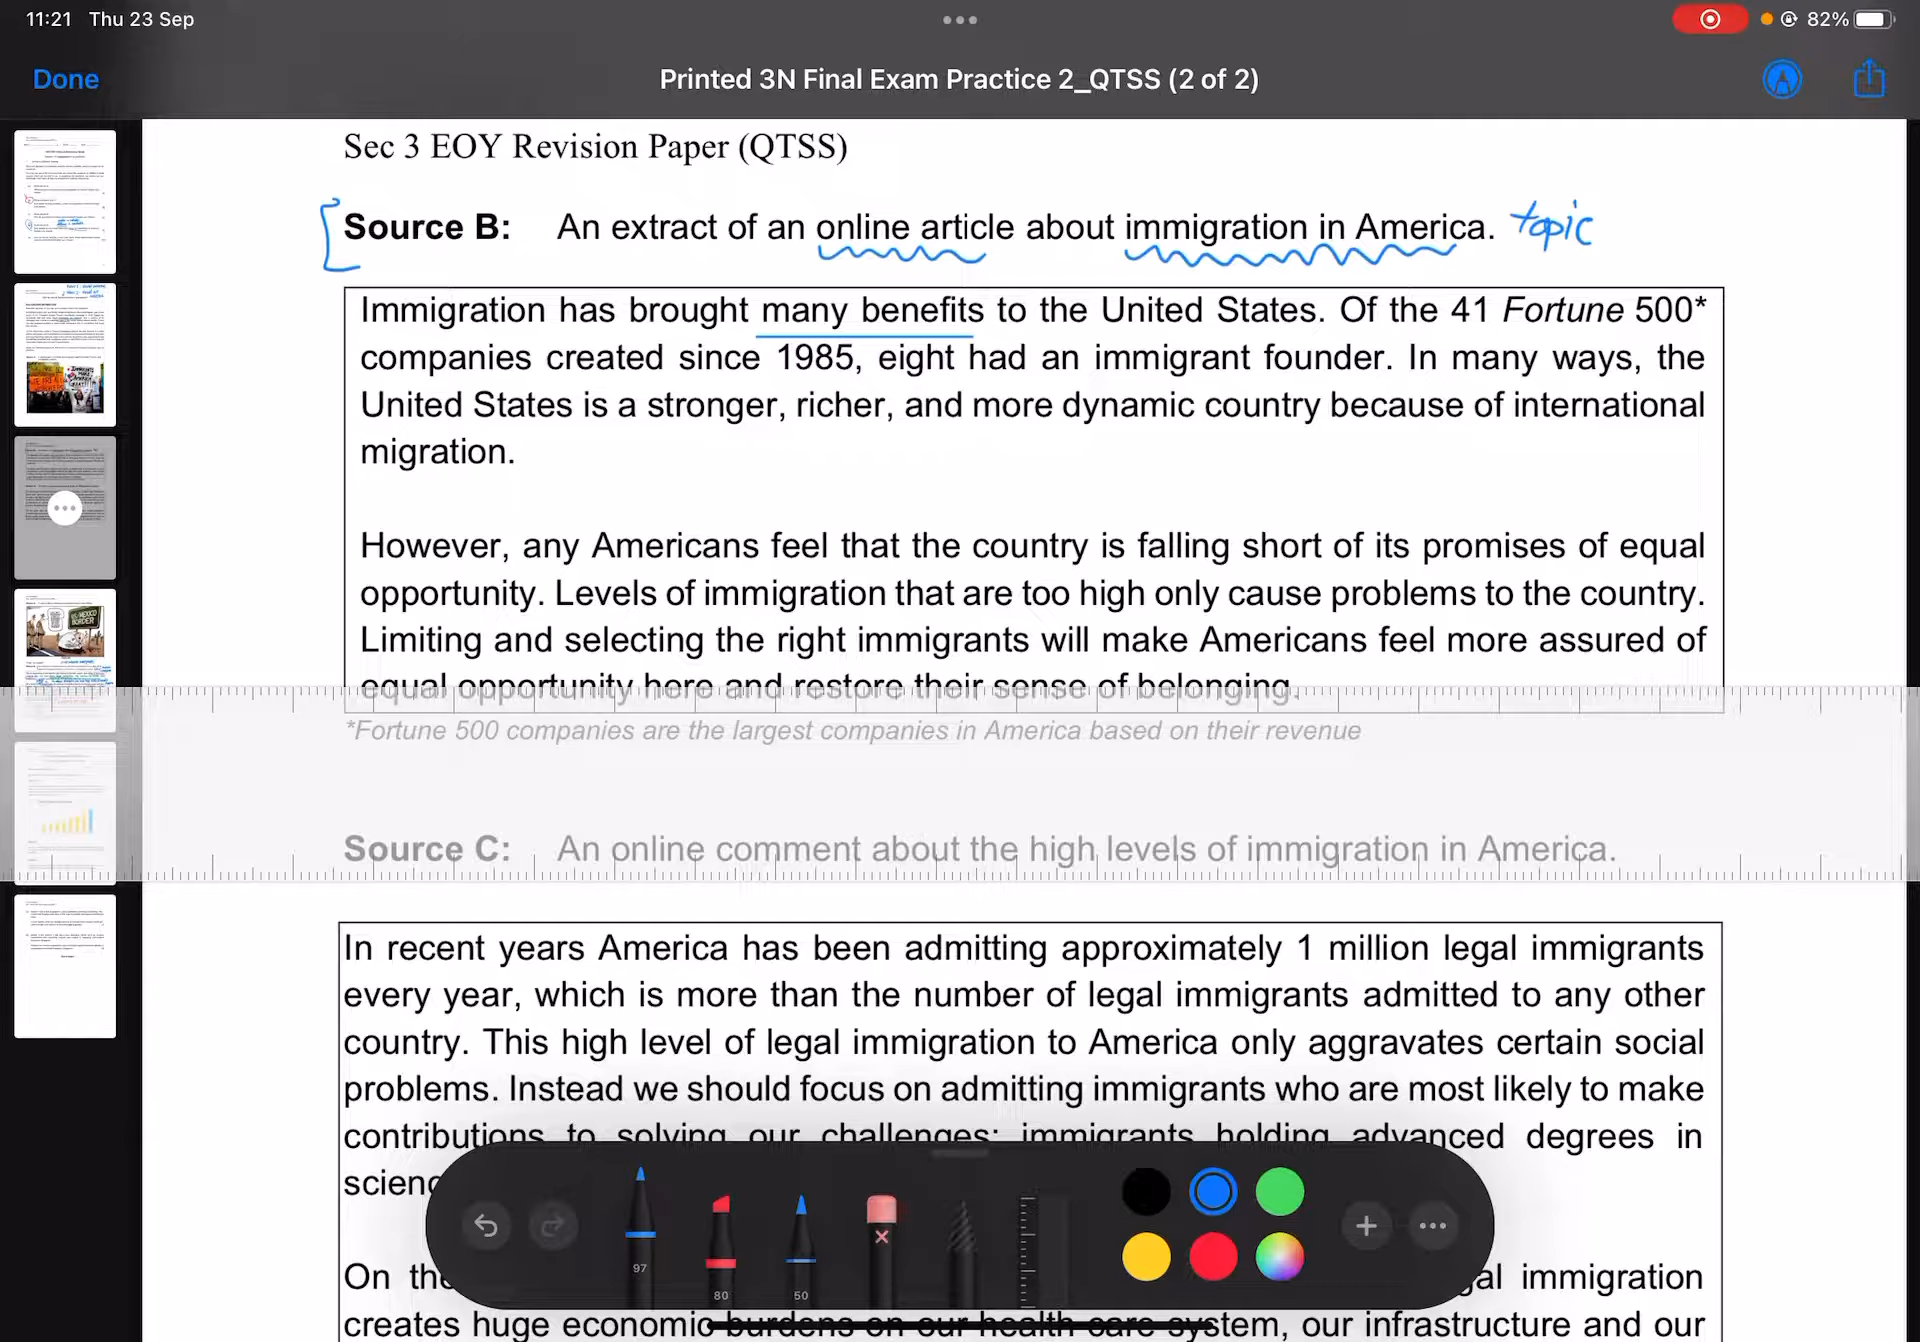 11:21 Thu 23 Sep
82%
Done
Printed 3N Final Exam Practice 2_QTSS (2 of 2)
Sec 3 EOY Revision Paper (QTSS)
Source B: An extract of an online article about immigration in America. topic
Immigration has brought many benefits to the United States. Of the 41 Fortune 500*
companies created since 1985, eight had an immigrant founder. In many ways, the
United States is a stronger, richer, and more dynamic country because of international
migration.
However, any Americans feel that the country is falling short of its promises of equal
opportunity. Levels of immigration that are too high only cause problems to the country.
Limiting and selecting the right immigrants will make Americans feel more assured of
equal opportunity here and restore their sense of belonging.
*Fortune 500 companies are the largest companies in America based on their revenue
Source C: An online comment about the high levels of immigration in America.
In recent years America has been admitting approximately 1 million legal immigrants
every year, which is more than the number of legal immigrants admitted to any other
country. This high level of legal immigration to America only aggravates certain social
problems. Instead we should focus on admitting immigrants who are most likely to make
contributions to solving our challenges: immigrants holding advanced degrees in
scienc
On the gal immigration
creates huge economic burdens on our health care system, our infrastructure and our
97
80
50